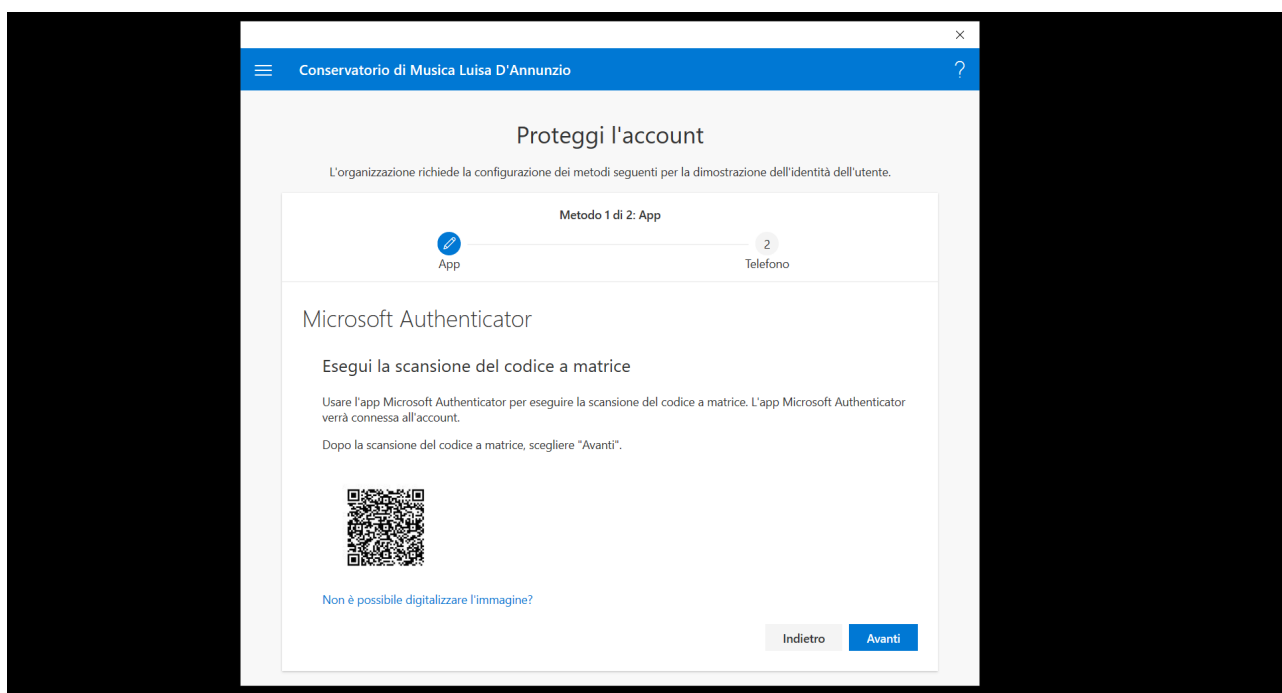 Conservatorio di Musica Luisa D'Annunzio
?
Proteggi l'account
L'organizzazione richiede la configurazione dei metodi seguenti per la dimostrazione dell'identità dell'utente.
Metodo 1 di 2: App
2
App
Telefono
Microsoft Authenticator
Esegui la scansione del codice a matrice
Usare l'app Microsoft Authenticator per eseguire la scansione del codice a matrice. L'app Microsoft Authenticator
verrà connessa all'account.
Dopo la scansione del codice a matrice, scegliere "Avanti".
Non è possibile digitalizzare l'immagine?
Indietro
Avanti